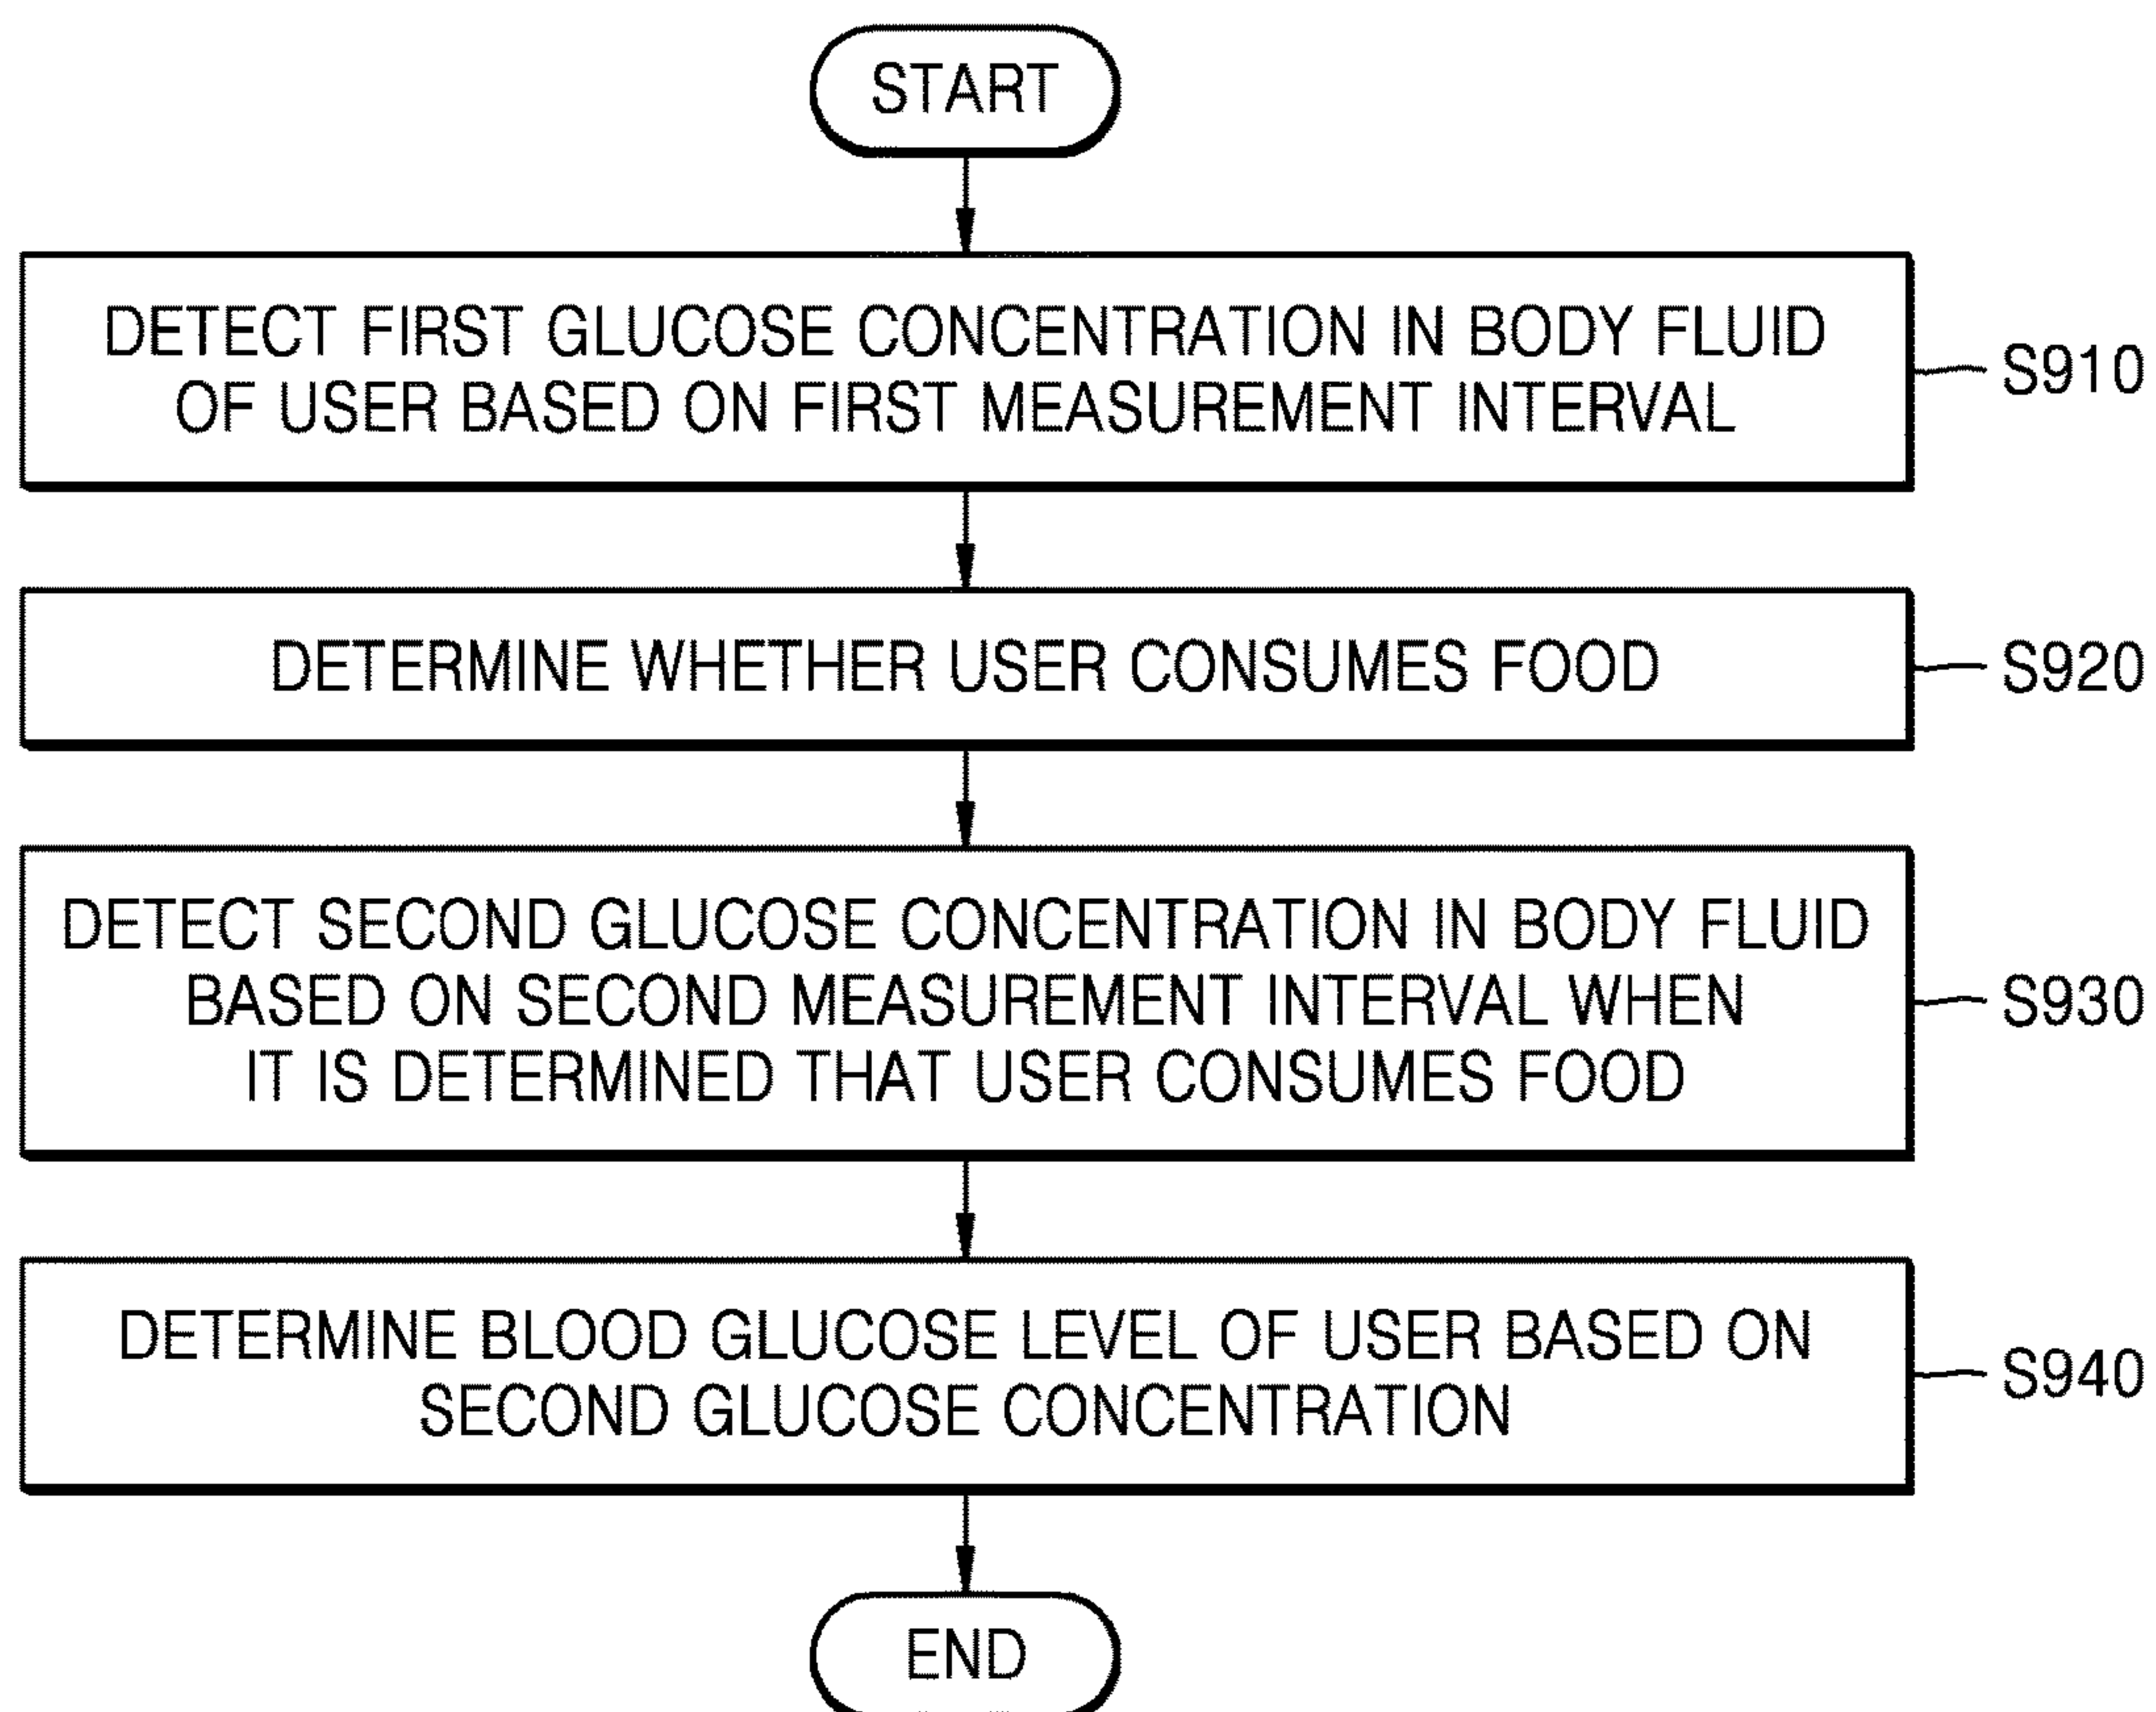 START
DETECT FIRST GLUCOSE CONCENTRATION IN BODY FLUID
OF USER BASED ON FIRST MEASUREMENT INTERVAL
S910
DETERMINE WHETHER USER CONSUMES FOOD
S920
DETECT SECOND GLUCOSE CONCENTRATION IN BODY FLUID
BASED ON SECOND MEASUREMENT INTERVAL WHEN
IT IS DETERMINED THAT USER CONSUMES FOOD
S930
DETERMINE BLOOD GLUCOSE LEVEL OF USER BASED ON
SECOND GLUCOSE CONCENTRATION
S940
END